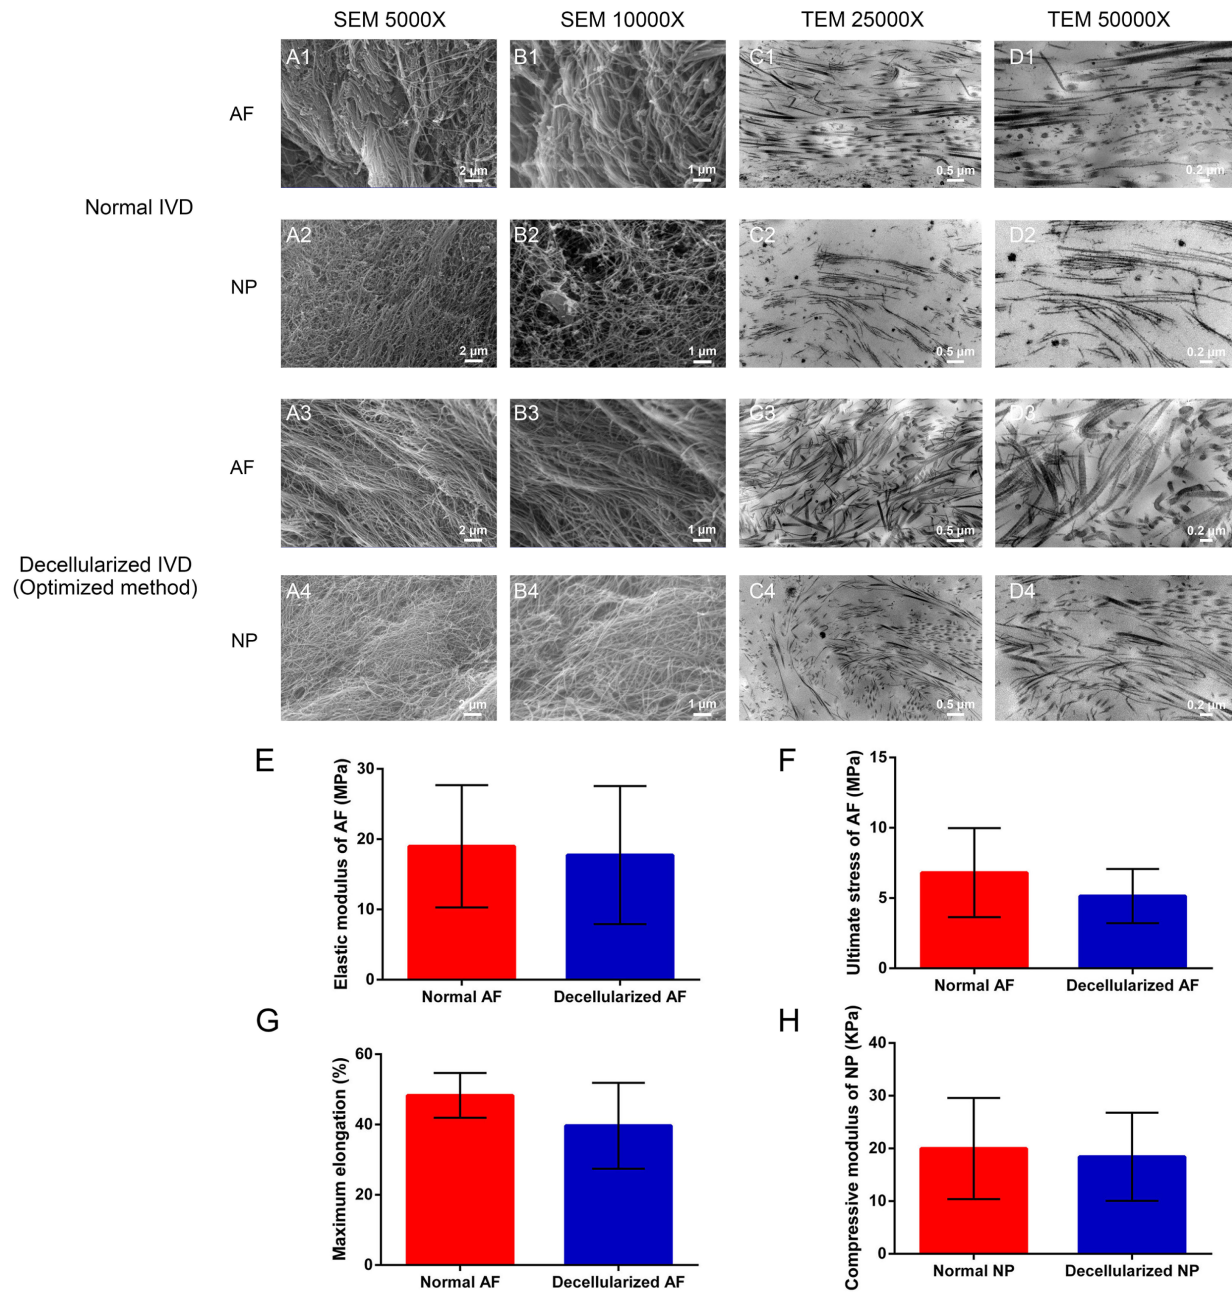 SEM 5000X SEM 10000X TEM 25000X TEM 50000X
Normal IVD
AF
A1 2 μm B1 1 μm C1 0.5 μm D1 0.2 μm
NP
A2 2 μm B2 1 μm C2 0.5 μm D2 0.2 μm
Decellularized IVD
(Optimized method)
AF
A3 2 μm B3 1 μm C3 0.5 μm D3 0.2 μm
NP
A4 2 μm B4 1 μm C4 0.5 μm D4 0.2 μm
E
Elastic modulus of AF (MPa)
30
20
10
0
Normal AF Decellularized AF
F
Ultimate stress of AF (MPa)
15
10
5
0
Normal AF Decellularized AF
G
Maximum elongation (%)
60
40
20
0
Normal AF Decellularized AF
H
Compressive modulus of NP (KPa)
40
30
20
10
0
Normal NP Decellularized NP